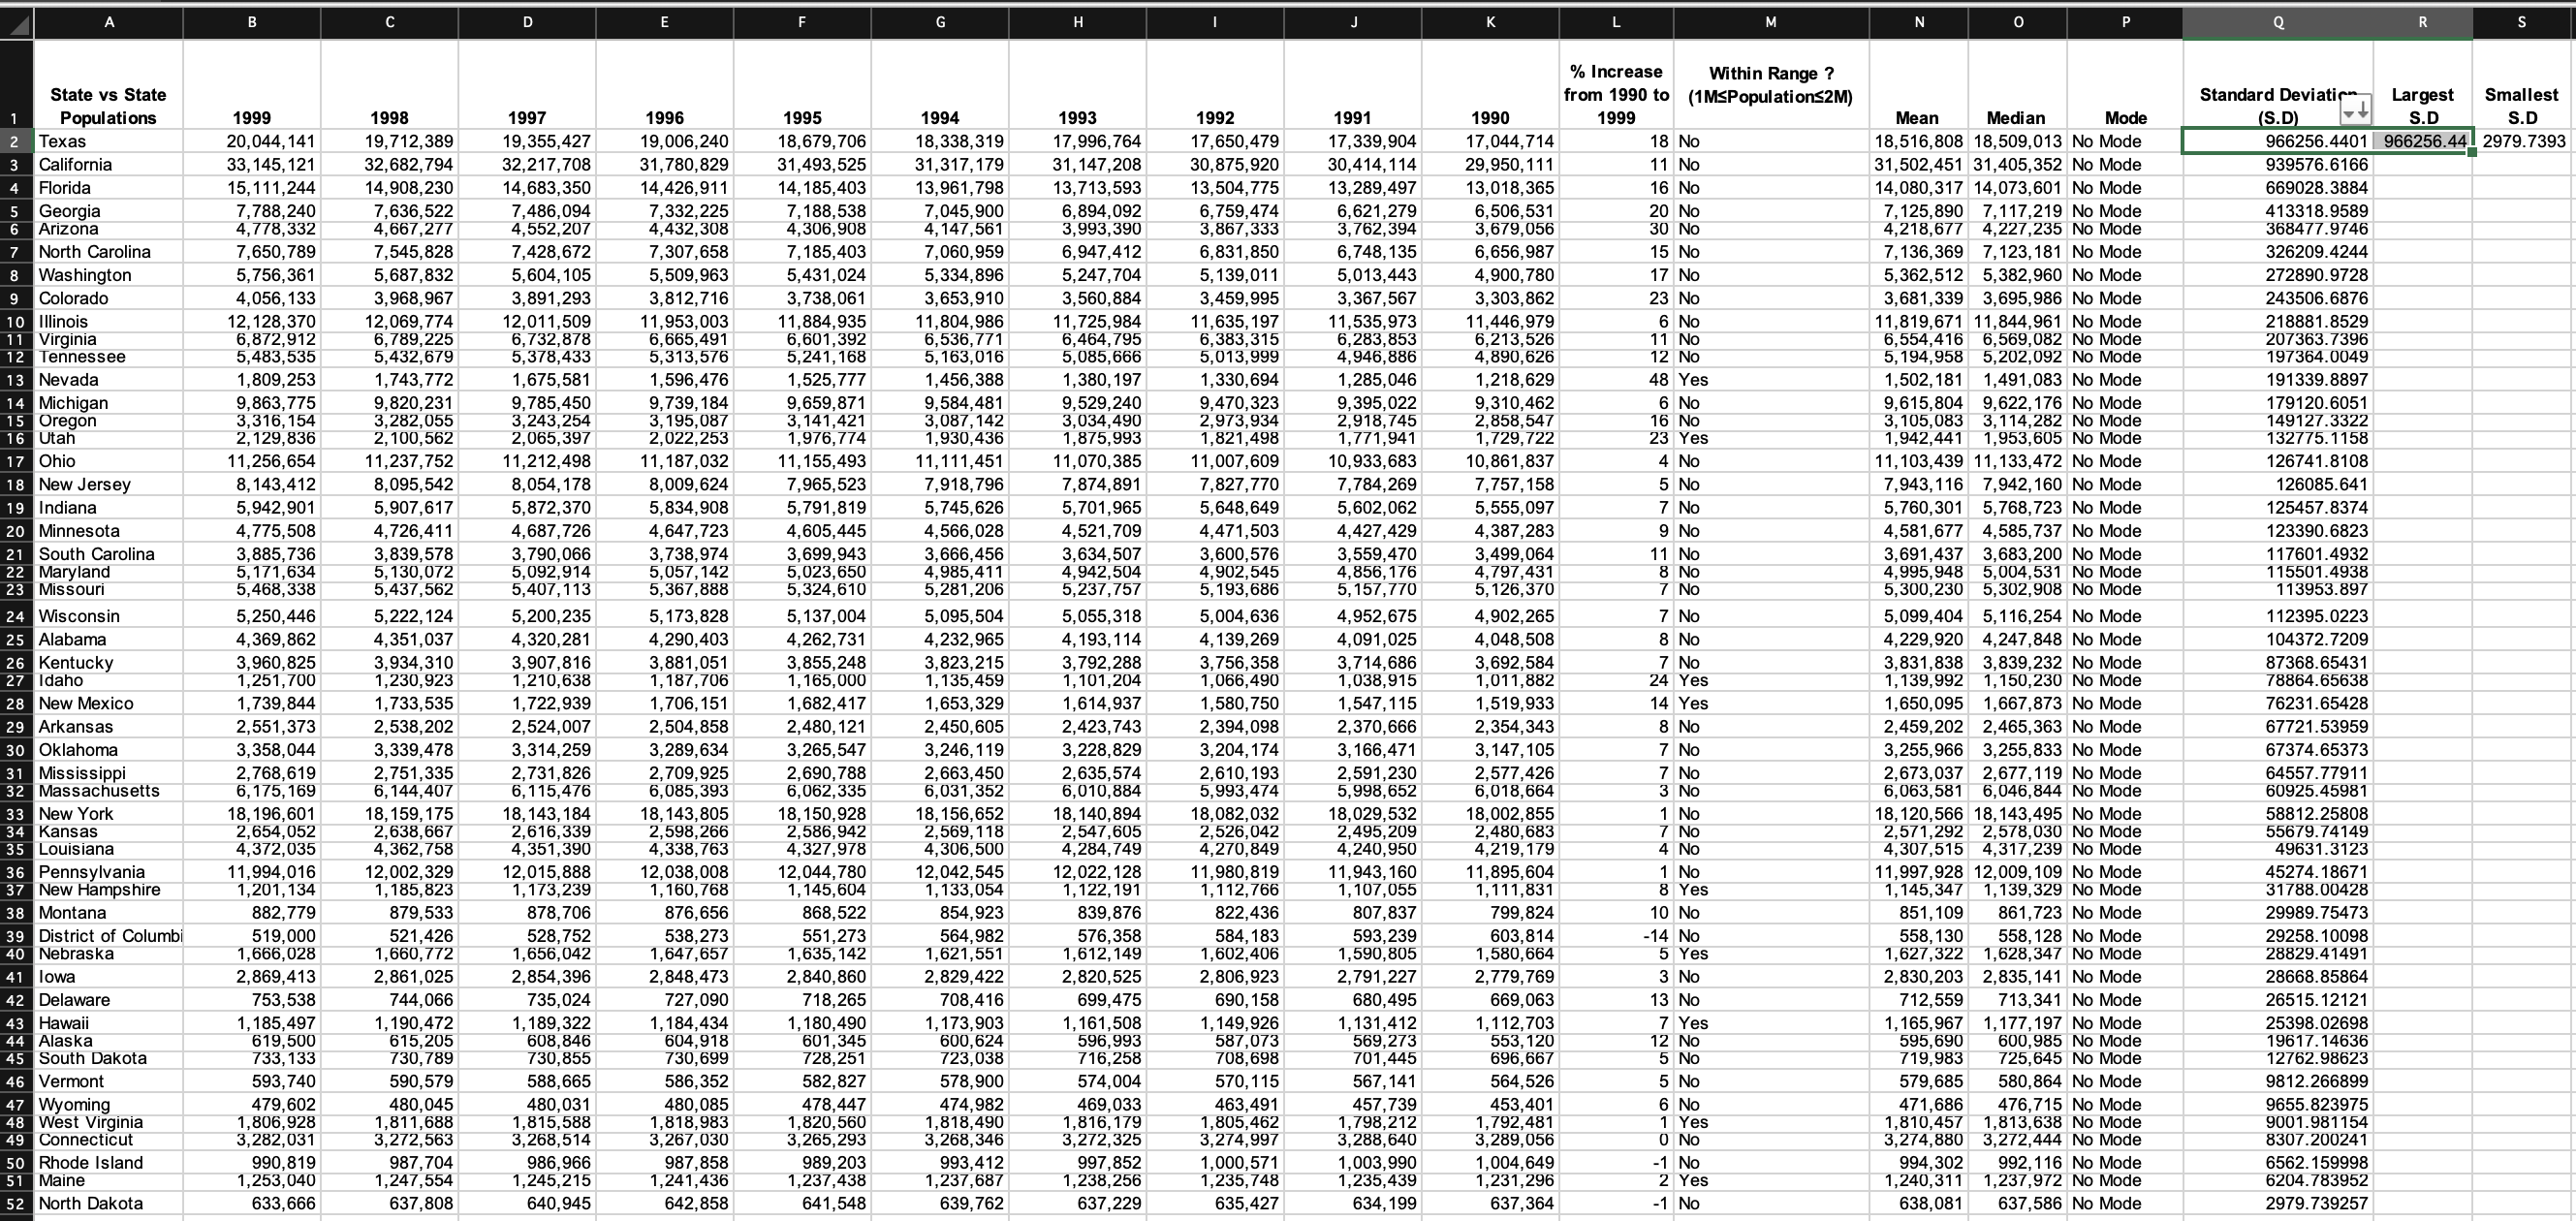 A B C D E F G H I J K L M N O P Q R S
1 State vs State Populations 1999 1998 1997 1996 1995 1994 1993 1992 1991 1990 % Increase from 1990 to 1999 Within Range ? (1M≤Population≤2M) Mean Median Mode Standard Deviation (S.D) Largest S.D Smallest S.D
2 Texas 20,044,141 19,712,389 19,355,427 19,006,240 18,679,706 18,338,319 17,996,764 17,650,479 17,339,904 17,044,714 18 No 18,516,808 18,509,013 No Mode 966256.4401 966256.44 2979.7393
3 California 33,145,121 32,682,794 32,217,708 31,780,829 31,493,525 31,317,179 31,147,208 30,875,920 30,414,114 29,950,111 11 No 31,502,451 31,405,352 No Mode 939576.6166
4 Florida 15,111,244 14,908,230 14,683,350 14,426,911 14,185,403 13,961,798 13,713,593 13,504,775 13,289,497 13,018,365 16 No 14,080,317 14,073,601 No Mode 669028.3884
5 Georgia 7,788,240 7,636,522 7,486,094 7,332,225 7,188,538 7,045,900 6,894,092 6,759,474 6,621,279 6,506,531 20 No 7,125,890 7,117,219 No Mode 413318.9589
6 Arizona 4,778,332 4,667,277 4,552,207 4,432,308 4,306,908 4,147,561 3,993,390 3,867,333 3,762,394 3,679,056 30 No 4,218,677 4,227,235 No Mode 368477.9746
7 North Carolina 7,650,789 7,545,828 7,428,672 7,307,658 7,185,403 7,060,959 6,947,412 6,831,850 6,748,135 6,656,987 15 No 7,136,369 7,123,181 No Mode 326209.4244
8 Washington 5,756,361 5,687,832 5,604,105 5,509,963 5,431,024 5,334,896 5,247,704 5,139,011 5,013,443 4,900,780 17 No 5,362,512 5,382,960 No Mode 272890.9728
9 Colorado 4,056,133 3,968,967 3,891,293 3,812,716 3,738,061 3,653,910 3,560,884 3,459,995 3,367,567 3,303,862 23 No 3,681,339 3,695,986 No Mode 243506.6876
10 Illinois 12,128,370 12,069,774 12,011,509 11,953,003 11,884,935 11,804,986 11,725,984 11,635,197 11,535,973 11,446,979 6 No 11,819,671 11,844,961 No Mode 218881.8529
11 Virginia 6,872,912 6,789,225 6,732,878 6,665,491 6,601,392 6,536,771 6,464,795 6,383,315 6,283,853 6,213,526 11 No 6,554,416 6,569,082 No Mode 207363.7396
12 Tennessee 5,483,535 5,432,679 5,378,433 5,313,576 5,241,168 5,163,016 5,085,666 5,013,999 4,946,886 4,890,626 12 No 5,194,958 5,202,092 No Mode 197364.0049
13 Nevada 1,809,253 1,743,772 1,675,581 1,596,476 1,525,777 1,456,388 1,380,197 1,330,694 1,285,046 1,218,629 48 Yes 1,502,181 1,491,083 No Mode 191339.8897
14 Michigan 9,863,775 9,820,231 9,785,450 9,739,184 9,659,871 9,584,481 9,529,240 9,470,323 9,395,022 9,310,462 6 No 9,615,804 9,622,176 No Mode 179120.6051
15 Oregon 3,316,154 3,282,055 3,243,254 3,195,087 3,141,421 3,087,142 3,034,490 2,973,934 2,918,745 2,858,547 16 No 3,105,083 3,114,282 No Mode 149127.3322
16 Utah 2,129,836 2,100,562 2,065,397 2,022,253 1,976,774 1,930,436 1,875,993 1,821,498 1,771,941 1,729,722 23 Yes 1,942,441 1,953,605 No Mode 132775.1158
17 Ohio 11,256,654 11,237,752 11,212,498 11,187,032 11,155,493 11,111,451 11,070,385 11,007,609 10,933,683 10,861,837 4 No 11,103,439 11,133,472 No Mode 126741.8108
18 New Jersey 8,143,412 8,095,542 8,054,178 8,009,624 7,965,523 7,918,796 7,874,891 7,827,770 7,784,269 7,757,158 5 No 7,943,116 7,942,160 No Mode 126085.641
19 Indiana 5,942,901 5,907,617 5,872,370 5,834,908 5,791,819 5,745,626 5,701,965 5,648,649 5,602,062 5,555,097 7 No 5,760,301 5,768,723 No Mode 125457.8374
20 Minnesota 4,775,508 4,726,411 4,687,726 4,647,723 4,605,445 4,566,028 4,521,709 4,471,503 4,427,429 4,387,283 9 No 4,581,677 4,585,737 No Mode 123390.6823
21 South Carolina 3,885,736 3,839,578 3,790,066 3,738,974 3,699,943 3,666,456 3,634,507 3,600,576 3,559,470 3,499,064 11 No 3,691,437 3,683,200 No Mode 117601.4932
22 Maryland 5,171,634 5,130,072 5,092,914 5,057,142 5,023,650 4,985,411 4,942,504 4,902,545 4,856,176 4,797,431 8 No 4,995,948 5,004,531 No Mode 115501.4938
23 Missouri 5,468,338 5,437,562 5,407,113 5,367,888 5,324,610 5,281,206 5,237,757 5,193,686 5,157,770 5,126,370 7 No 5,300,230 5,302,908 No Mode 113953.897
24 Wisconsin 5,250,446 5,222,124 5,200,235 5,173,828 5,137,004 5,095,504 5,055,318 5,004,636 4,952,675 4,902,265 7 No 5,099,404 5,116,254 No Mode 112395.0223
25 Alabama 4,369,862 4,351,037 4,320,281 4,290,403 4,262,731 4,232,965 4,193,114 4,139,269 4,091,025 4,048,508 8 No 4,229,920 4,247,848 No Mode 104372.7209
26 Kentucky 3,960,825 3,934,310 3,907,816 3,881,051 3,855,248 3,823,215 3,792,288 3,756,358 3,714,686 3,692,584 7 No 3,831,838 3,839,232 No Mode 87368.65431
27 Idaho 1,251,700 1,230,923 1,210,638 1,187,706 1,165,000 1,135,459 1,101,204 1,066,490 1,038,915 1,011,882 24 Yes 1,139,992 1,150,230 No Mode 78864.65638
28 New Mexico 1,739,844 1,733,535 1,722,939 1,706,151 1,682,417 1,653,329 1,614,937 1,580,750 1,547,115 1,519,933 14 Yes 1,650,095 1,667,873 No Mode 76231.65428
29 Arkansas 2,551,373 2,538,202 2,524,007 2,504,858 2,480,121 2,450,605 2,423,743 2,394,098 2,370,666 2,354,343 8 No 2,459,202 2,465,363 No Mode 67721.53959
30 Oklahoma 3,358,044 3,339,478 3,314,259 3,289,634 3,265,547 3,246,119 3,228,829 3,204,174 3,166,471 3,147,105 7 No 3,255,966 3,255,833 No Mode 67374.65373
31 Mississippi 2,768,619 2,751,335 2,731,826 2,709,925 2,690,788 2,663,450 2,635,574 2,610,193 2,591,230 2,577,426 7 No 2,673,037 2,677,119 No Mode 64557.77911
32 Massachusetts 6,175,169 6,144,407 6,115,476 6,085,393 6,062,335 6,031,352 6,010,884 5,993,474 5,998,652 6,018,664 3 No 6,063,581 6,046,844 No Mode 60925.45981
33 New York 18,196,601 18,159,175 18,143,184 18,143,805 18,150,928 18,156,652 18,140,894 18,082,032 18,029,532 18,002,855 1 No 18,120,566 18,143,495 No Mode 58812.25808
34 Kansas 2,654,052 2,638,667 2,616,339 2,598,266 2,586,942 2,569,118 2,547,605 2,526,042 2,495,209 2,480,683 7 No 2,571,292 2,578,030 No Mode 55679.74149
35 Louisiana 4,372,035 4,362,758 4,351,390 4,338,763 4,327,978 4,306,500 4,284,749 4,270,849 4,240,950 4,219,179 4 No 4,307,515 4,317,239 No Mode 49631.3123
36 Pennsylvania 11,994,016 12,002,329 12,015,888 12,038,008 12,044,780 12,042,545 12,022,128 11,980,819 11,943,160 11,895,604 1 No 11,997,928 12,009,109 No Mode 45274.18671
37 New Hampshire 1,201,134 1,185,823 1,173,239 1,160,768 1,145,604 1,133,054 1,122,191 1,112,766 1,107,055 1,111,831 8 Yes 1,145,347 1,139,329 No Mode 31788.00428
38 Montana 882,779 879,533 878,706 876,656 868,522 854,923 839,876 822,436 807,837 799,824 10 No 851,109 861,723 No Mode 29989.75473
39 District of Columbi 519,000 521,426 528,752 538,273 551,273 564,982 576,358 584,183 593,239 603,814 -14 No 558,130 558,128 No Mode 29258.10098
40 Nebraska 1,666,028 1,660,772 1,656,042 1,647,657 1,635,142 1,621,551 1,612,149 1,602,406 1,590,805 1,580,664 5 Yes 1,627,322 1,628,347 No Mode 28829.41491
41 Iowa 2,869,413 2,861,025 2,854,396 2,848,473 2,840,860 2,829,422 2,820,525 2,806,923 2,791,227 2,779,769 3 No 2,830,203 2,835,141 No Mode 28668.85864
42 Delaware 753,538 744,066 735,024 727,090 718,265 708,416 699,475 690,158 680,495 669,063 13 No 712,559 713,341 No Mode 26515.12121
43 Hawaii 1,185,497 1,190,472 1,189,322 1,184,434 1,180,490 1,173,903 1,161,508 1,149,926 1,131,412 1,112,703 7 Yes 1,165,967 1,177,197 No Mode 25398.02698
44 Alaska 619,500 615,205 608,846 604,918 601,345 600,624 596,993 587,073 569,273 553,120 12 No 595,690 600,985 No Mode 19617.14636
45 South Dakota 733,133 730,789 730,855 730,699 728,251 723,038 716,258 708,698 701,445 696,667 5 No 719,983 725,645 No Mode 12762.98623
46 Vermont 593,740 590,579 588,665 586,352 582,827 578,900 574,004 570,115 567,141 564,526 5 No 579,685 580,864 No Mode 9812.266899
47 Wyoming 479,602 480,045 480,031 480,085 478,447 474,982 469,033 463,491 457,739 453,401 6 No 471,686 476,715 No Mode 9655.823975
48 West Virginia 1,806,928 1,811,688 1,815,588 1,818,983 1,820,560 1,818,490 1,816,179 1,805,462 1,798,212 1,792,481 1 Yes 1,810,457 1,813,638 No Mode 9001.981154
49 Connecticut 3,282,031 3,272,563 3,268,514 3,267,030 3,265,293 3,268,346 3,272,325 3,274,997 3,288,640 3,289,056 0 No 3,274,880 3,272,444 No Mode 8307.200241
50 Rhode Island 990,819 987,704 986,966 987,858 989,203 993,412 997,852 1,000,571 1,003,990 1,004,649 -1 No 994,302 992,116 No Mode 6562.159998
51 Maine 1,253,040 1,247,554 1,245,215 1,241,436 1,237,438 1,237,687 1,238,256 1,235,748 1,235,439 1,231,296 2 Yes 1,240,311 1,237,972 No Mode 6204.783952
52 North Dakota 633,666 637,808 640,945 642,858 641,548 639,762 637,229 635,427 634,199 637,364 -1 No 638,081 637,586 No Mode 2979.739257